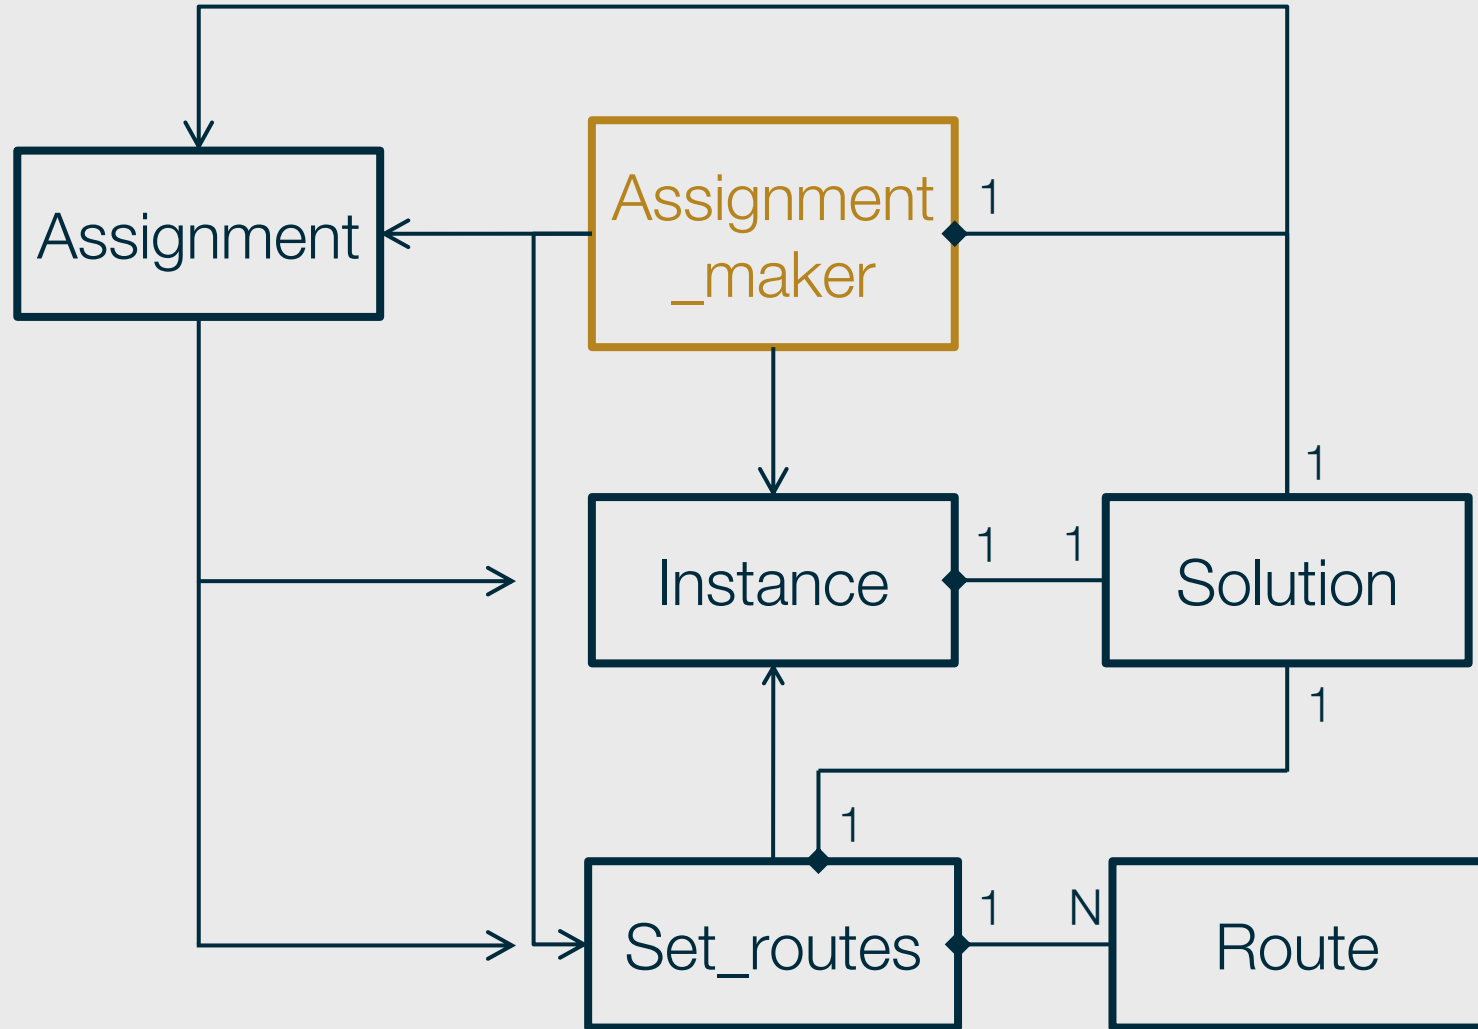 Assignment
_maker
1
Assignment
1
Instance
1
1
Solution
1
1
Set_routes
1
N
Route